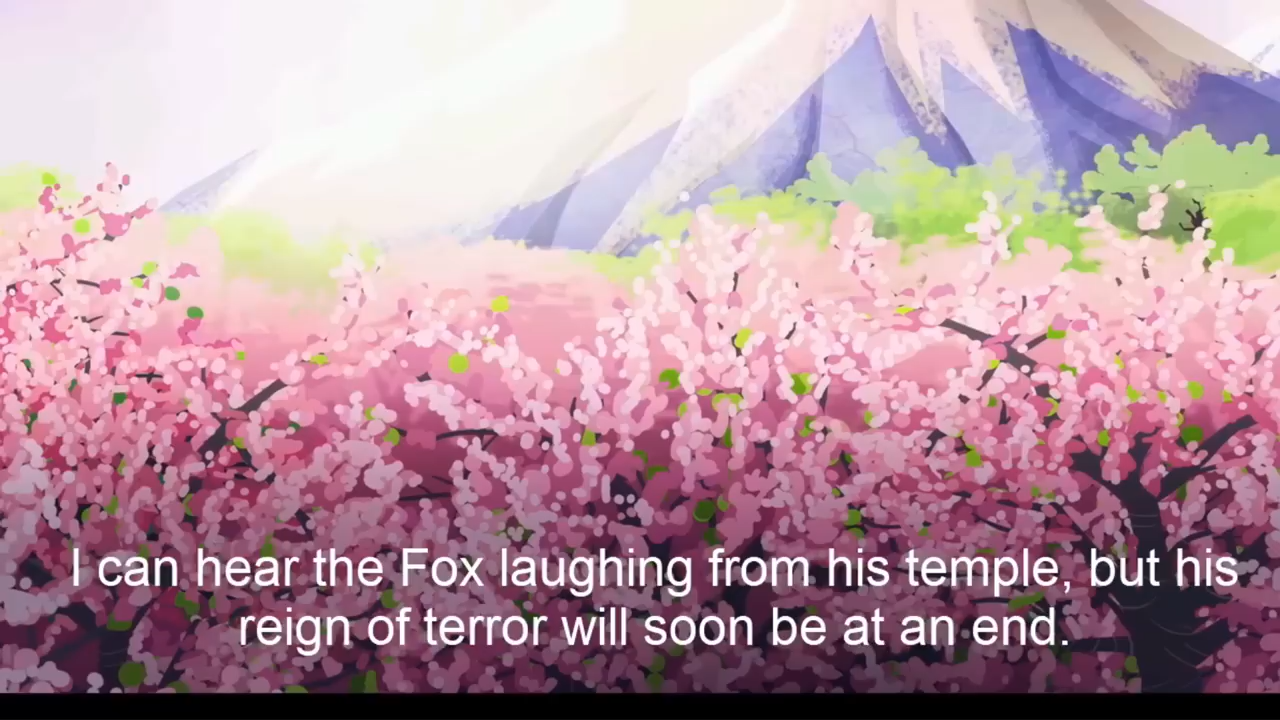 I can hear the Fox laughing from his temple, but his
reign of terror will soon be at an end.